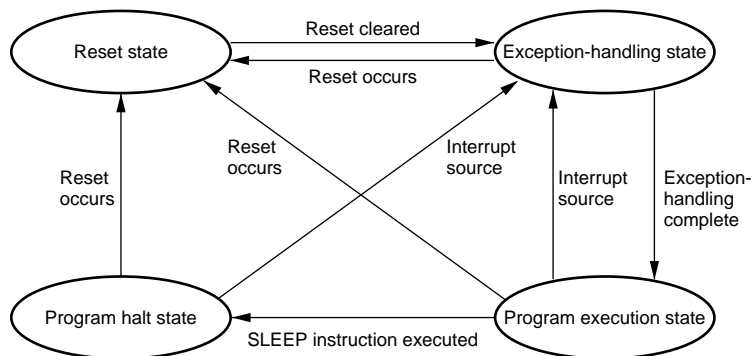 Reset cleared
Reset state
Exception-handling state
Reset occurs
Reset
occurs
Reset
occurs
Interrupt
source
Interrupt
source
Exception-
handling
complete
Program halt state
Program execution state
SLEEP instruction executed